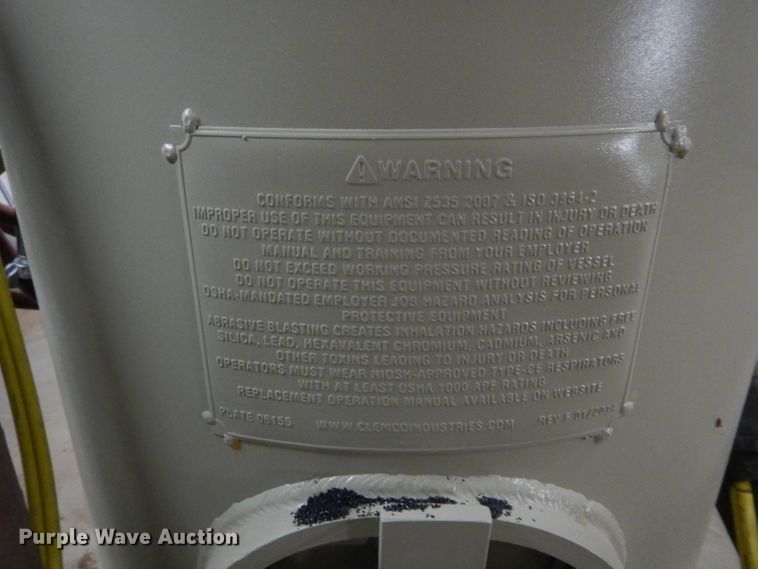 WARNING
CONFORMS WITH ANSI Z535 2007 & ISO 3864-2
IMPROPER USE OF THIS EQUIPMENT CAN RESULT IN INJURY OR DEATH
DO NOT OPERATE WITHOUT DOCUMENTED READING OF OPERATION
MANUAL AND TRAINING FROM YOUR EMPLOYER
DO NOT EXCEED WORKING PRESSURE RATING OF VESSEL
DO NOT OPERATE THIS EQUIPMENT WITHOUT REVIEWING
OSHA-MANDATED EMPLOYER JOB HAZARD ANALYSIS FOR PERSONAL
PROTECTIVE EQUIPMENT
ABRASIVE BLASTING CREATES INHALATION HAZARDS INCLUDING FREE
SILICA, LEAD, HEXAVALENT CHROMIUM, CADMIUM, ARSENIC AND
OTHER TOXINS LEADING TO INJURY OR DEATH
OPERATORS MUST WEAR NIOSH-APPROVED TYPE-CE RESPIRATORS
WITH AT LEAST OSHA 1000 APF RATING
REPLACEMENT OPERATION MANUAL AVAILABLE ON WEBSITE
PLATE 06155 WWW.CLEMCOINDUSTRIES.COM REV F 01/
Purple Wave Auction